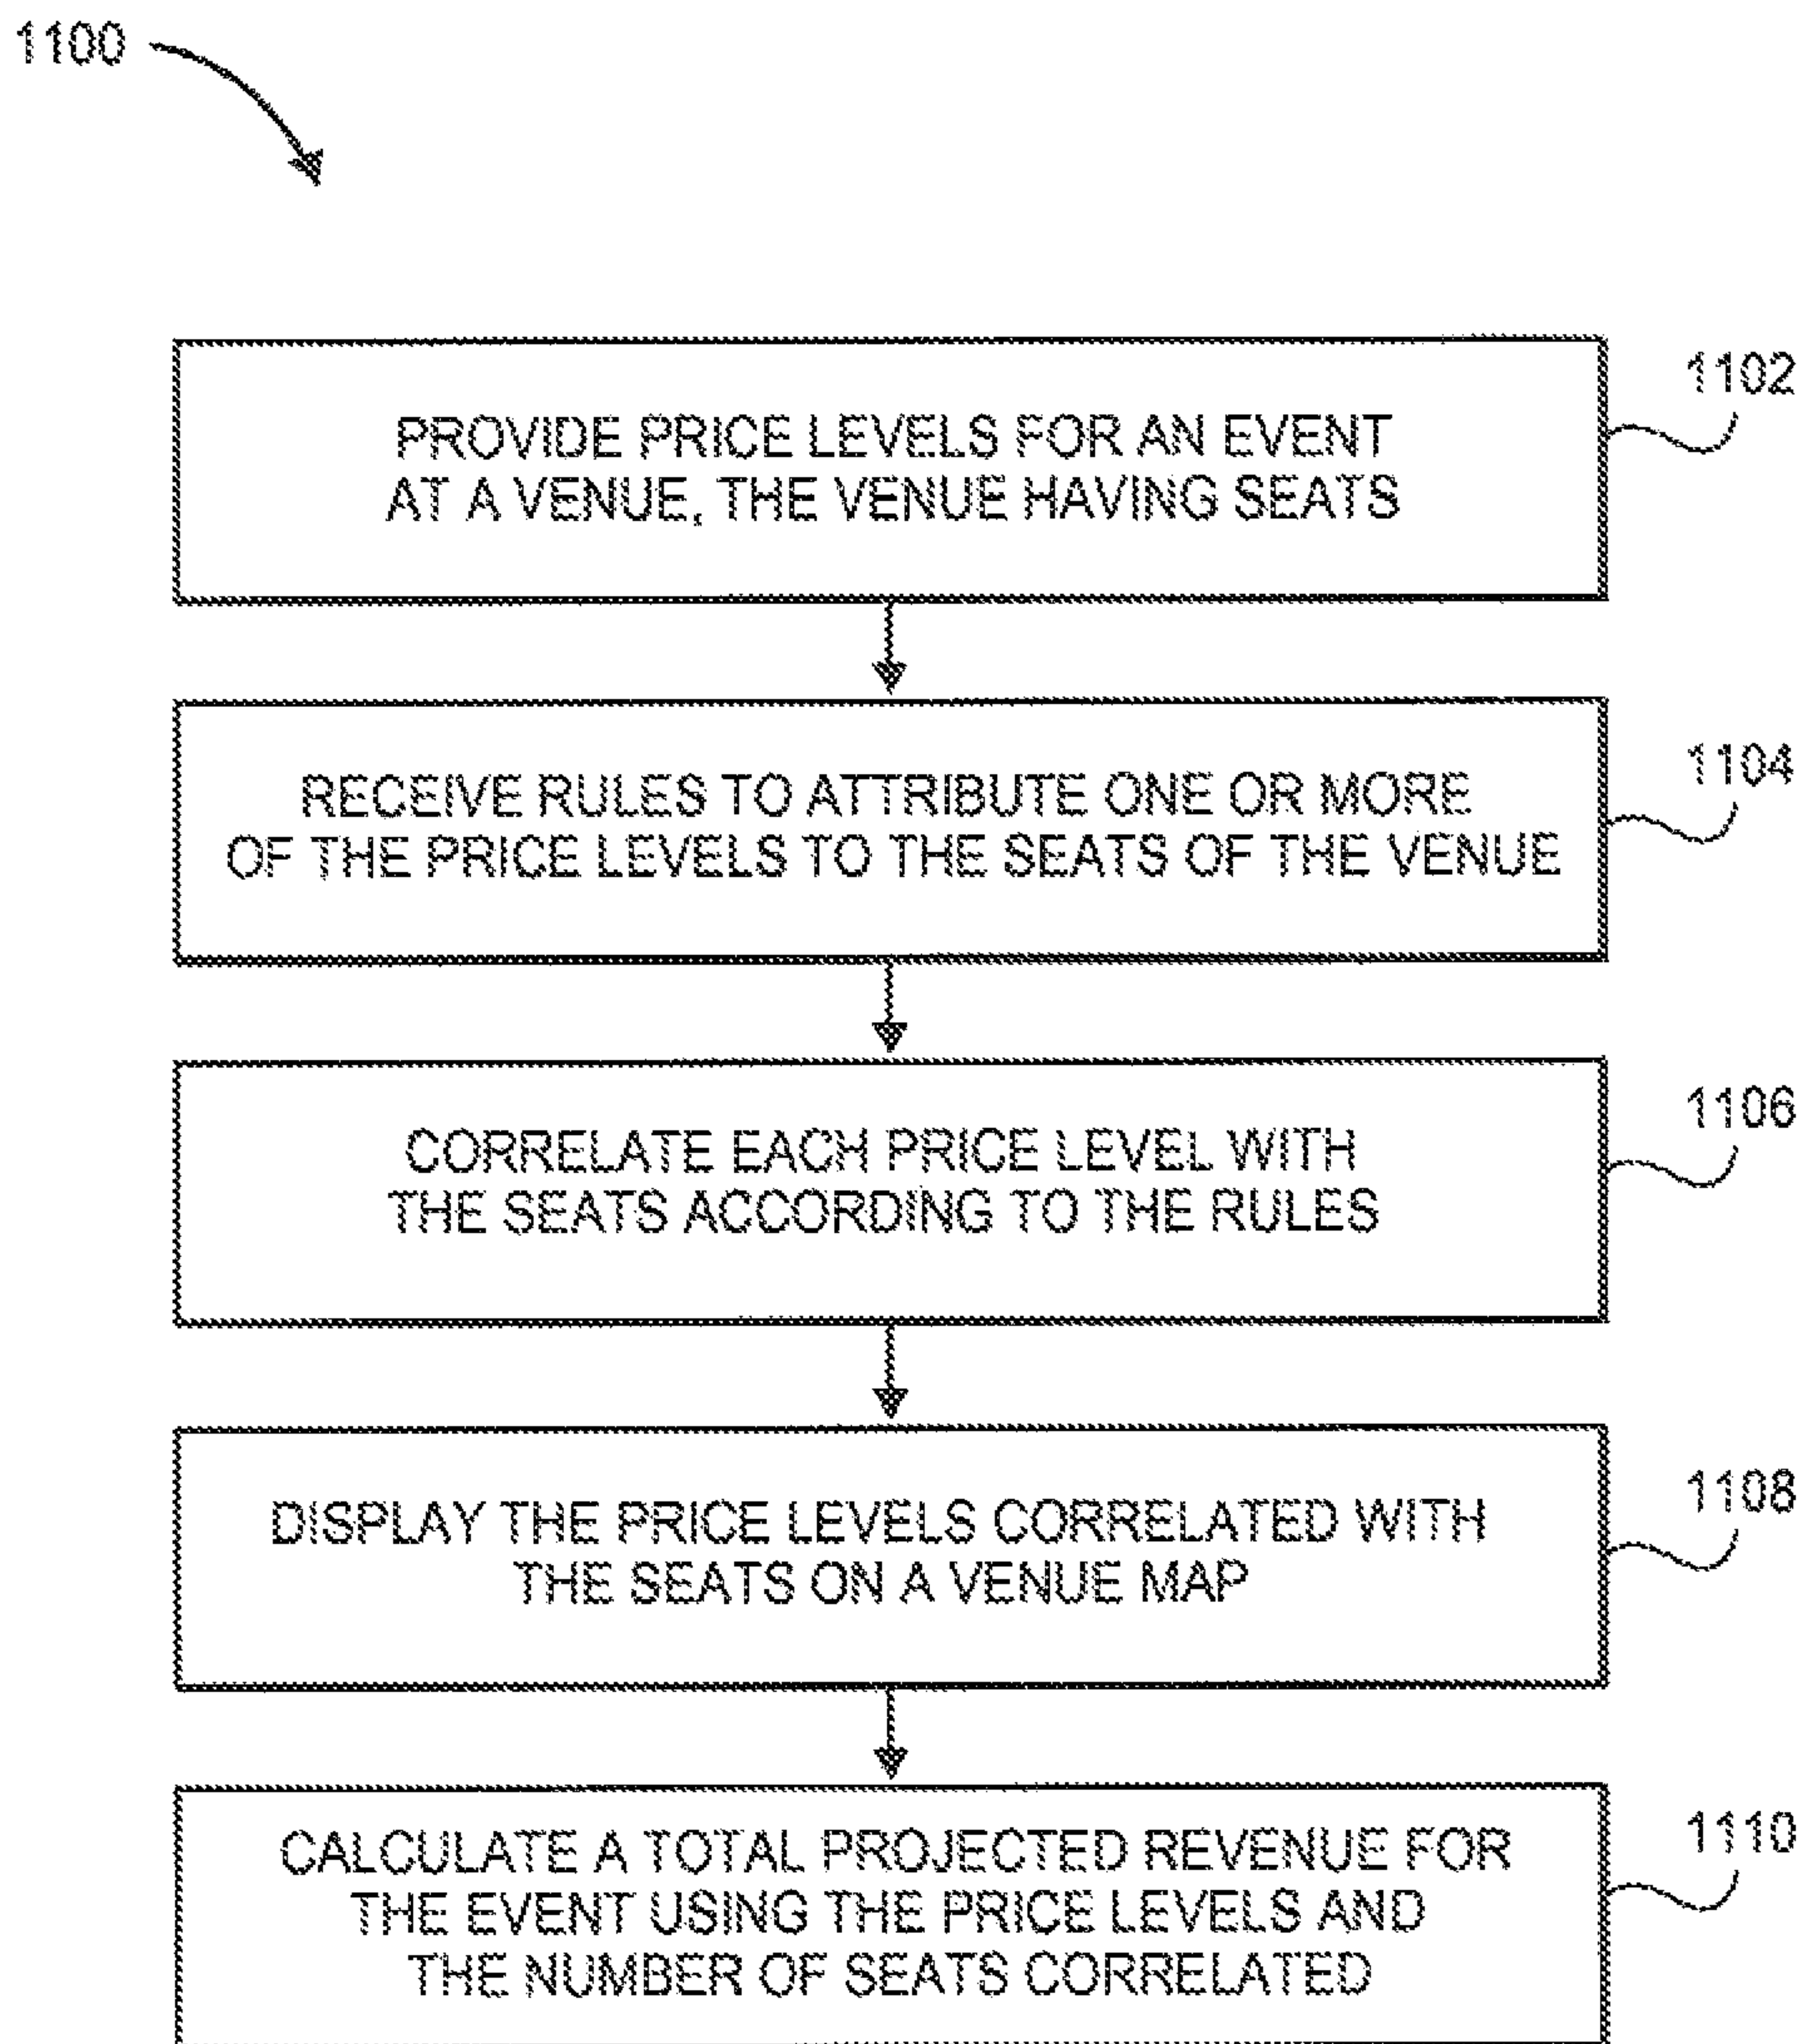 1100
PROVIDE PRICE LEVELS FOR AN EVENT
AT A VENUE, THE VENUE HAVING SEATS
1102
RECEIVE RULES TO ATTRIBUTE ONE OR MORE
OF THE PRICE LEVELS TO THE SEATS OF THE VENUE
1104
CORRELATE EACH PRICE LEVEL WITH
THE SEATS ACCORDING TO THE RULES
1106
DISPLAY THE PRICE LEVELS CORRELATED WITH
THE SEATS ON A VENUE MAP
1108
CALCULATE A TOTAL PROJECTED REVENUE FOR
THE EVENT USING THE PRICE LEVELS AND
THE NUMBER OF SEATS CORRELATED
1110